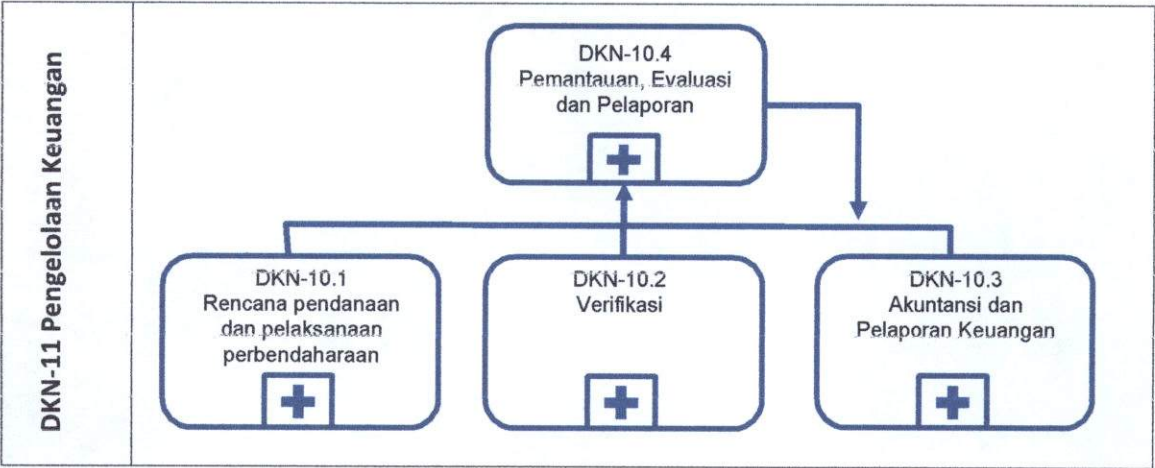 DKN-11 Pengelolaan Keuangan
DKN-10.4
Pemantauan, Evaluasi
dan Pelaporan
DKN-10.1
Rencana pendanaan
dan pelaksanaan
perbendaharaan
DKN-10.2
Verifikasi
DKN-10.3
Akuntansi dan
Pelaporan Keuangan